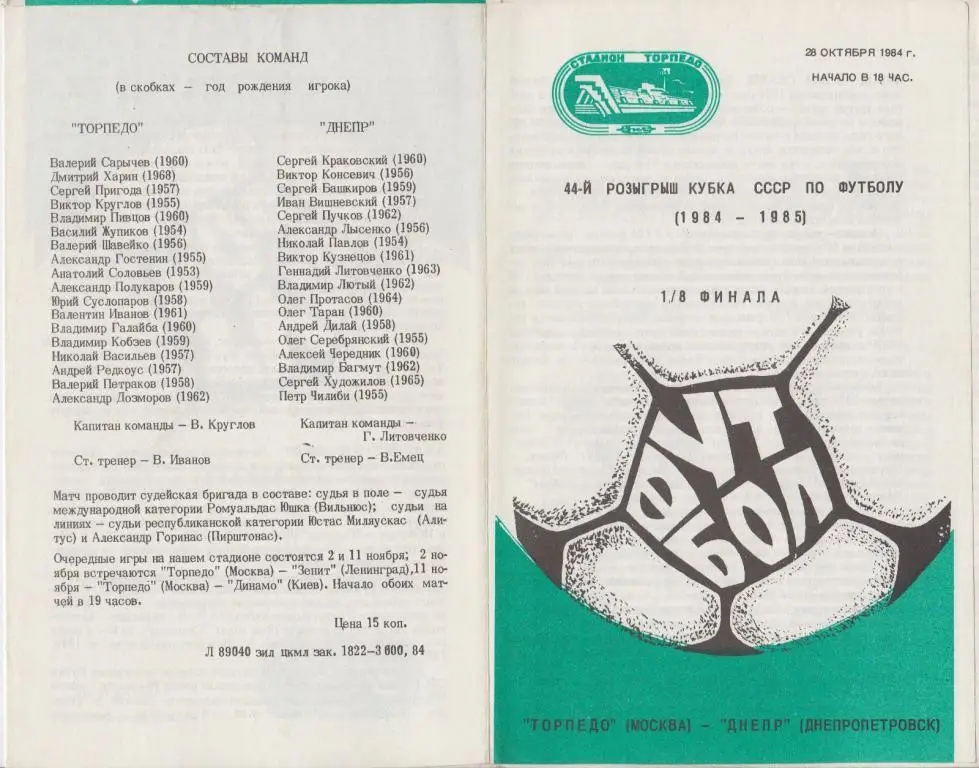 СОСТАВЫ КОМАНД
(в скобках – год рождения игрока)
"ТОРПЕДО"
Валерий Сарычев (1960)
Дмитрий Харин (1968)
Сергей Пригода (1957)
Виктор Круглов (1955)
Владимир Пивцов (1960)
Василий Жупиков (1954)
Валерий Шавейко (1956)
Александр Гостенин (1955)
Анатолий Соловьев (1953)
Александр Полукаров (1959)
Юрий Суслопаров (1958)
Валентин Иванов (1961)
Владимир Галайба (1960)
Владимир Кобзев (1959)
Николай Васильев (1957)
Андрей Редкоус (1957)
Валерий Петраков (1958)
Александр Дозморов (1962)
Капитан команды – В. Круглов
Ст. тренер – В. Иванов
"ДНЕПР"
Сергей Краковский (1960)
Виктор Консевич (1956)
Сергей Башкиров (1959)
Иван Вишневский (1957)
Сергей Пучков (1962)
Александр Лысенко (1956)
Николай Павлов (1954)
Виктор Кузнецов (1961)
Геннадий Литовченко (1963)
Владимир Лютый (1962)
Олег Протасов (1964)
Олег Таран (1960)
Андрей Дилай (1958)
Олег Серебрянский (1955)
Алексей Чередник (1960)
Владимир Багмут (1962)
Сергей Художилов (1965)
Петр Чилиби (1955)
Капитан команды –
Г. Литовченко
Ст. тренер – В.Емец
Матч проводит судейская бригада в составе: судья в поле – судья
международной категории Ромуальдас Юшка (Вильнюс); судьи на
линиях – судьи республиканской категории Юстас Миляускас (Али-
тус) и Александр Горинас (Пирштонас).
Очередные игры на нашем стадионе состоятся 2 и 11 ноября; 2 но-
ября встречаются "Торпедо" (Москва) – "Зенит" (Ленинград),11 но-
ября – "Торпедо" (Москва) – "Динамо" (Киев). Начало обоих мат-
чей в 19 часов.
Цена 15 коп.
Л 89040 зил цкмл зак. 1822–3 600, 84
СТАДИОН ТОРПЕДО
28 ОКТЯБРЯ 1984 г.
НАЧАЛО В 18 ЧАС.
44-Й РОЗЫГРЫШ КУБКА СССР ПО ФУТБОЛУ
(1984 – 1985)
1/8 ФИНАЛА
ФУТ
БОЛ
"ТОРПЕДО" (МОСКВА) – "ДНЕПР" (ДНЕПРОПЕТРОВСК)